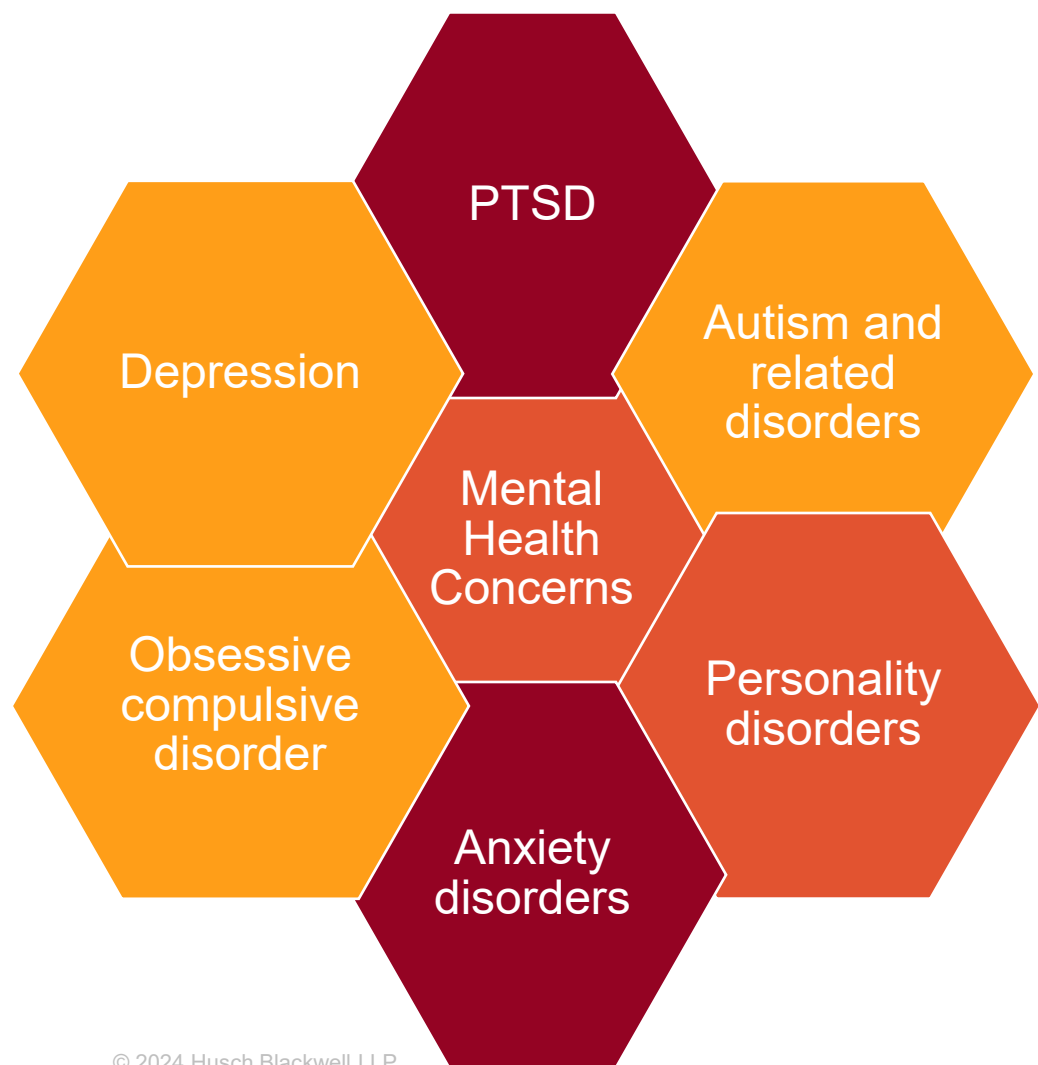 PTSD
Depression
Autism and
related
disorders
Mental
Health
Concerns
Obsessive
compulsive
disorder
Personality
disorders
Anxiety
disorders
© 2024 Husch Blackwell LLP